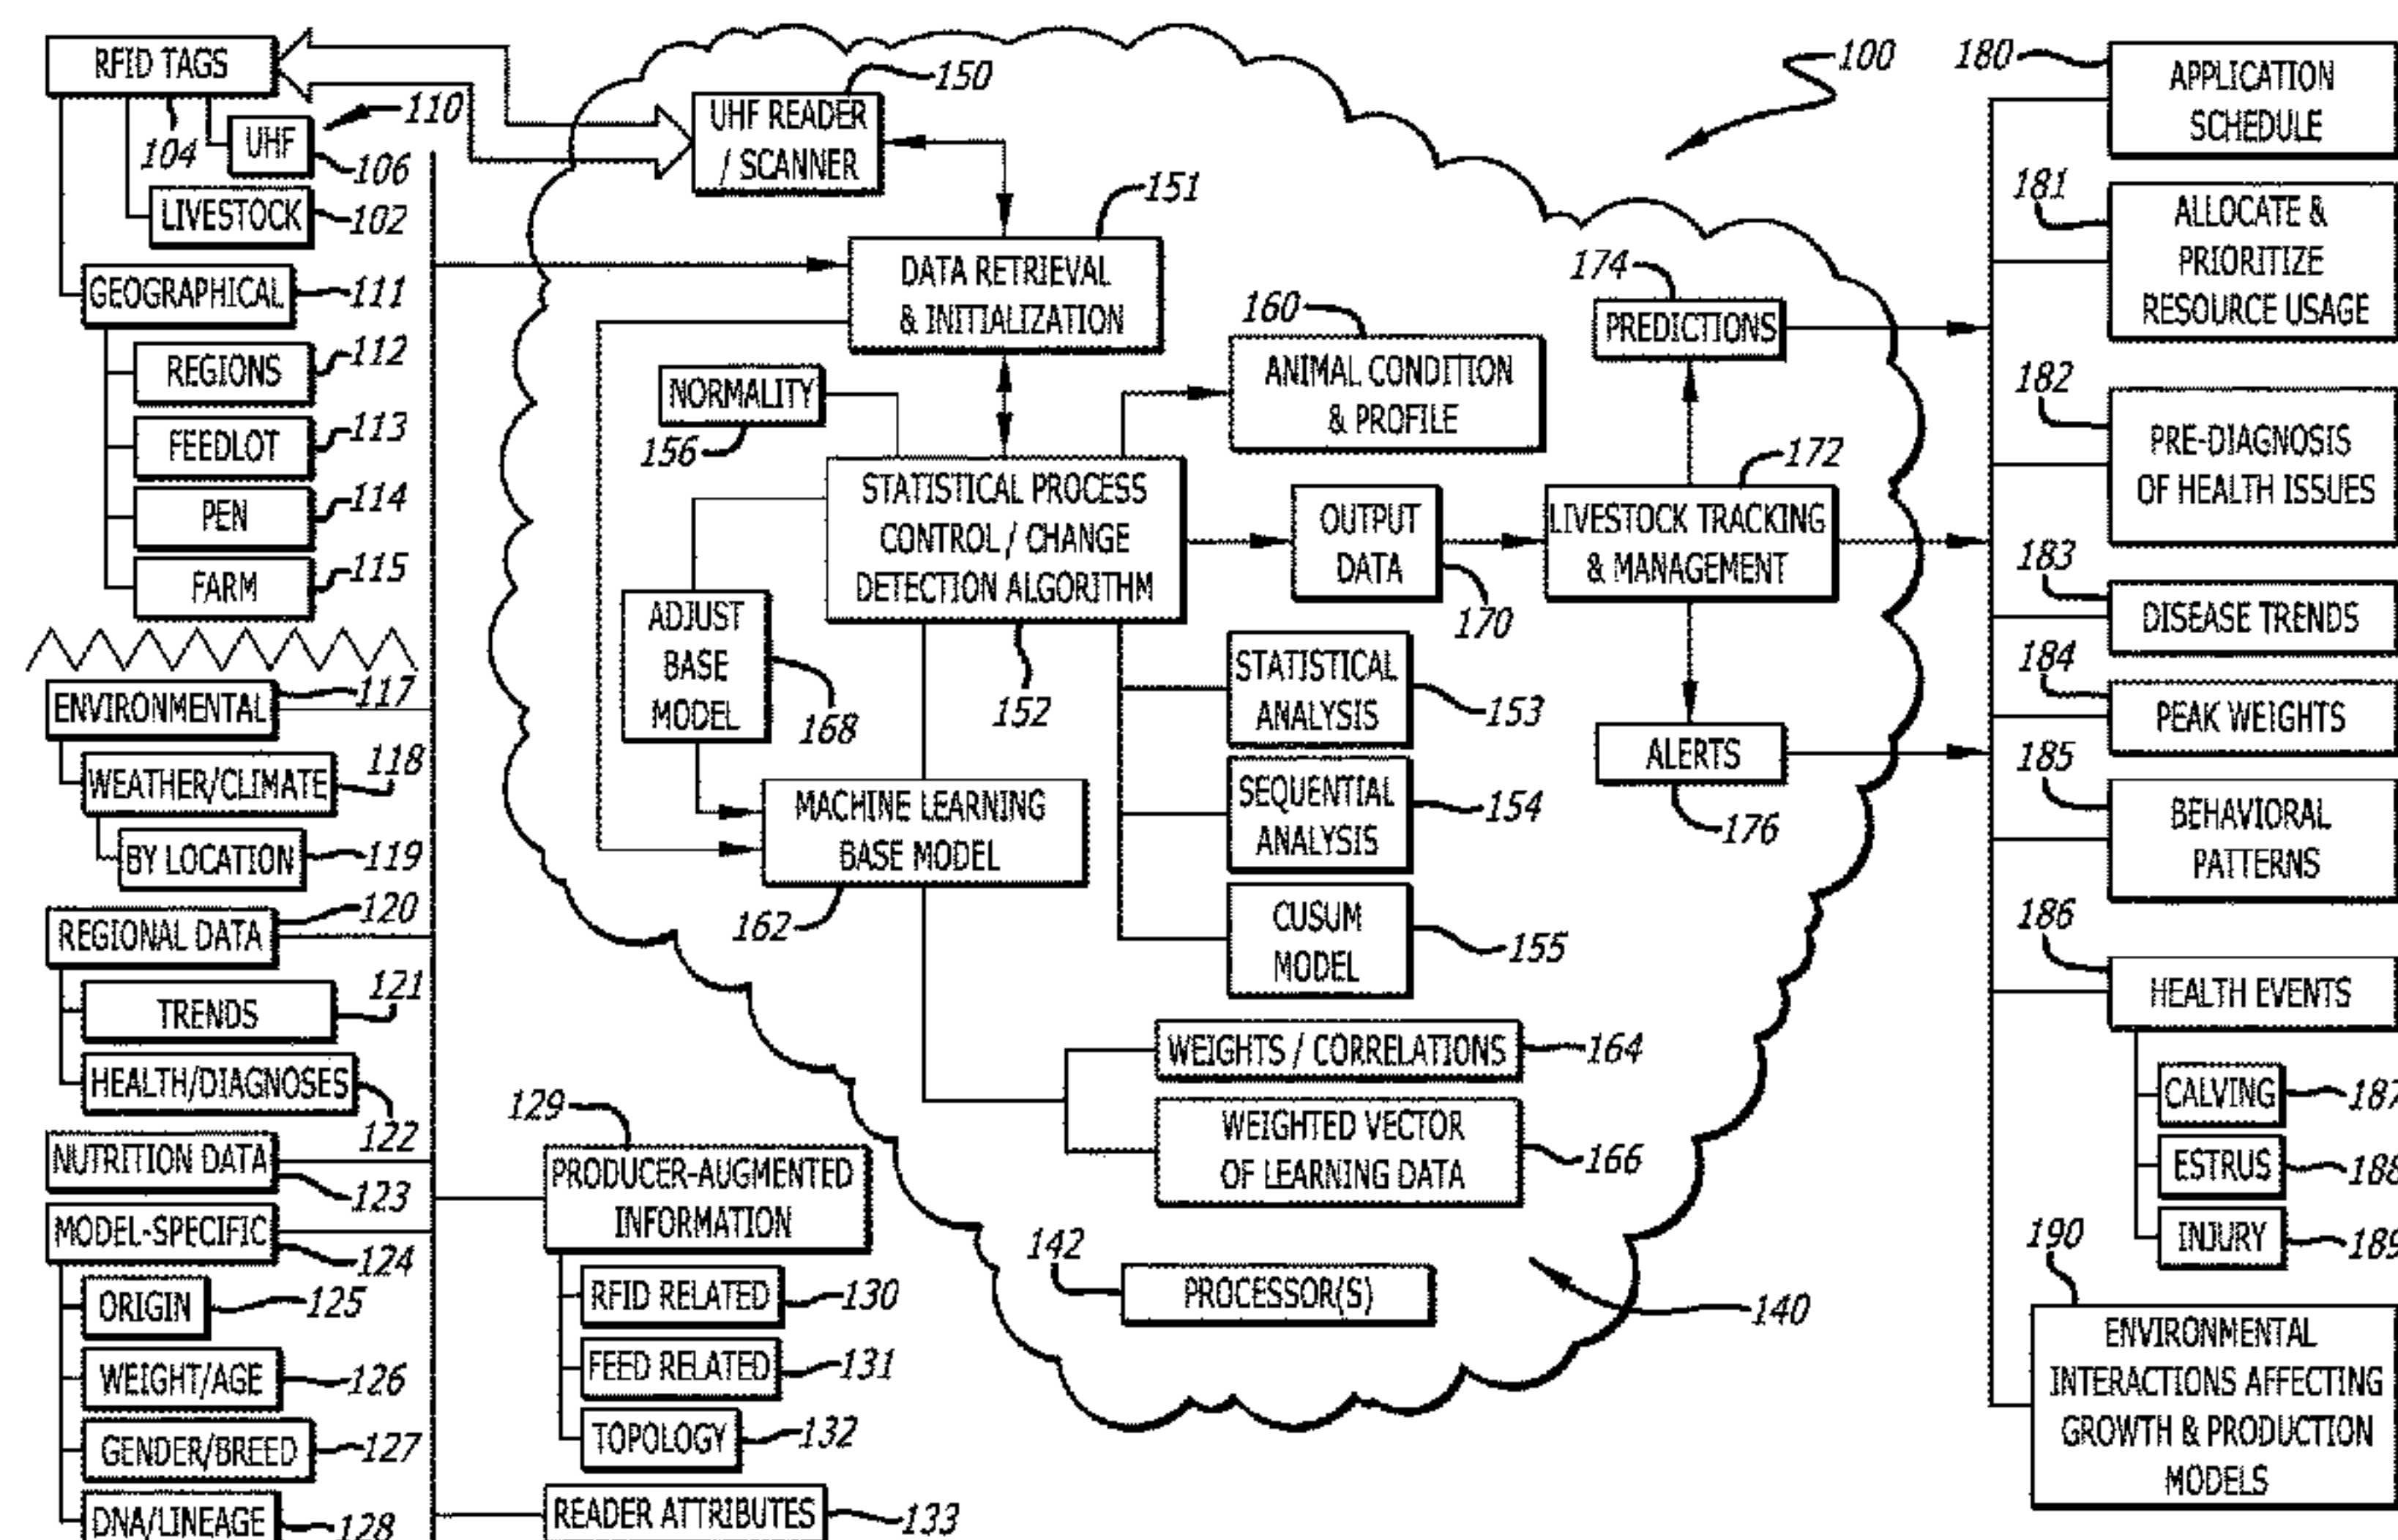 RFID TAGS
104
110
UHF
106
LIVESTOCK
102
GEOGRAPHICAL
111
REGIONS
112
FEEDLOT
113
PEN
114
FARM
115
ENVIRONMENTAL
117
WEATHER/CLIMATE
118
BY LOCATION
119
REGIONAL DATA
120
TRENDS
121
HEALTH/DIAGNOSES
122
NUTRITION DATA
123
MODEL-SPECIFIC
124
ORIGIN
125
WEIGHT/AGE
126
GENDER/BREED
127
DNA/LINEAGE
128
129
PRODUCER-AUGMENTED
INFORMATION
RFID RELATED
130
FEED RELATED
131
TOPOLOGY
132
READER ATTRIBUTES
133
150
UHF READER
/ SCANNER
151
DATA RETRIEVAL
& INITIALIZATION
NORMALITY
156
160
ANIMAL CONDITION
& PROFILE
STATISTICAL PROCESS
CONTROL / CHANGE
DETECTION ALGORITHM
152
ADJUST
BASE
MODEL
168
MACHINE LEARNING
BASE MODEL
162
OUTPUT
DATA
170
STATISTICAL
ANALYSIS
153
SEQUENTIAL
ANALYSIS
154
CUSUM
MODEL
155
WEIGHTS / CORRELATIONS
164
WEIGHTED VECTOR
OF LEARNING DATA
166
142
PROCESSOR(S)
140
100
174
PREDICTIONS
172
LIVESTOCK TRACKING
& MANAGEMENT
ALERTS
176
180
APPLICATION
SCHEDULE
181
ALLOCATE &
PRIORITIZE
RESOURCE USAGE
182
PRE-DIAGNOSIS
OF HEALTH ISSUES
183
DISEASE TRENDS
184
PEAK WEIGHTS
185
BEHAVIORAL
PATTERNS
186
HEALTH EVENTS
CALVING
187
ESTRUS
188
INJURY
189
190
ENVIRONMENTAL
INTERACTIONS AFFECTING
GROWTH & PRODUCTION
MODELS